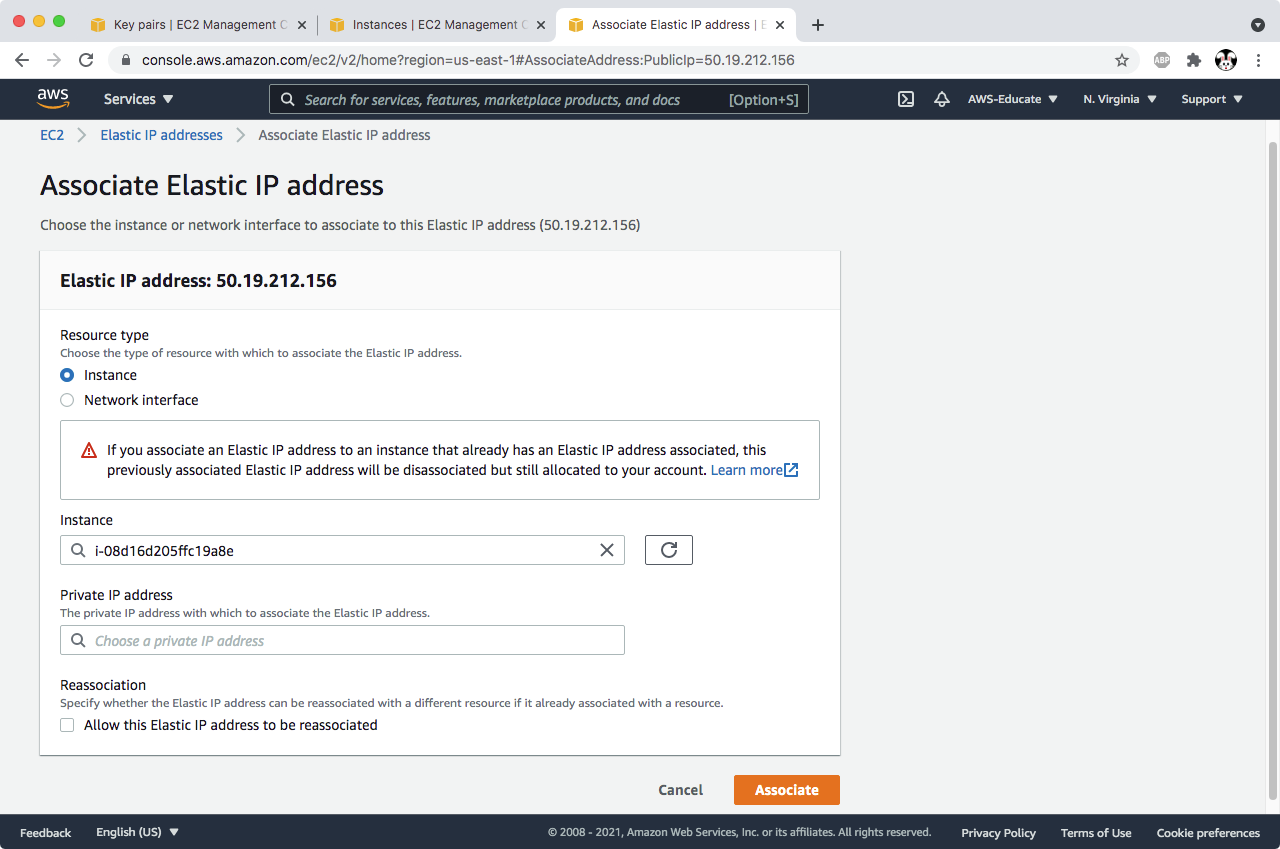 Key pairs | EC2 Management C
Instances | EC2 Management C
Associate Elastic IP address | E
console.aws.amazon.com/ec2/v2/home?region=us-east-1#AssociateAddress:PublicIp=50.19.212.156
ABP
aws
Services
Search for services, features, marketplace products, and docs
[Option+S]
AWS-Educate
N. Virginia
Support
EC2
Elastic IP addresses
Associate Elastic IP address
Associate Elastic IP address
Choose the instance or network interface to associate to this Elastic IP address (50.19.212.156)
Elastic IP address: 50.19.212.156
Resource type
Choose the type of resource with which to associate the Elastic IP address.
Instance
Network interface
If you associate an Elastic IP address to an instance that already has an Elastic IP address associated, this
previously associated Elastic IP address will be disassociated but still allocated to your account. Learn more
Instance
i-08d16d205ffc19a8e
Private IP address
The private IP address with which to associate the Elastic IP address.
Choose a private IP address
Reassociation
Specify whether the Elastic IP address can be reassociated with a different resource if it already associated with a resource.
Allow this Elastic IP address to be reassociated
Cancel
Associate
Feedback
English (US)
© 2008 - 2021, Amazon Web Services, Inc. or its affiliates. All rights reserved.
Privacy Policy
Terms of Use
Cookie preferences